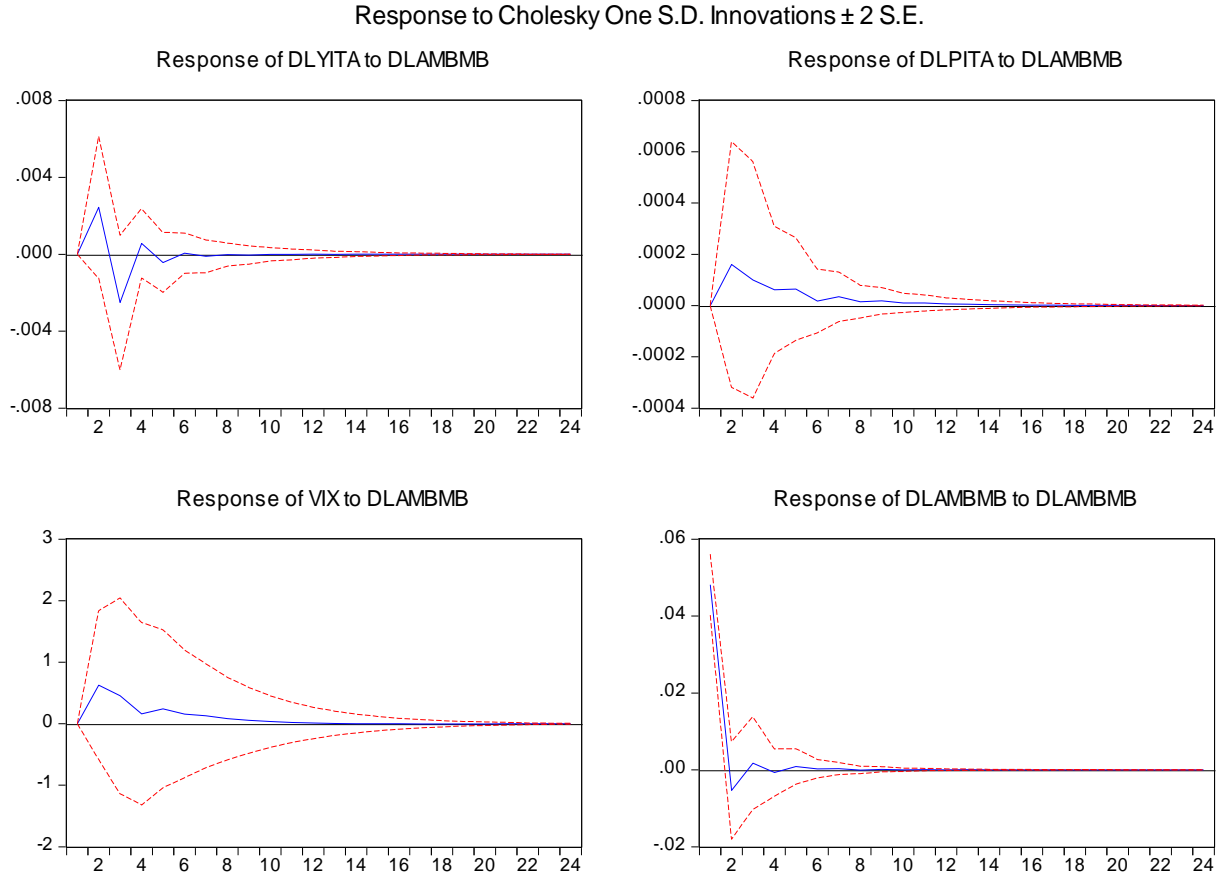 Response to Cholesky One S.D. Innovations ± 2 S.E.
Response of DLYITA to DLAMBMB
.008
.004
.000
-.004
-.008
2 4 6 8 10 12 14 16 18 20 22 24
Response of DLPITA to DLAMBMB
.0008
.0006
.0004
.0002
.0000
-.0002
-.0004
2 4 6 8 10 12 14 16 18 20 22 24
Response of VIX to DLAMBMB
3
2
1
0
-1
-2
2 4 6 8 10 12 14 16 18 20 22 24
Response of DLAMBMB to DLAMBMB
.06
.04
.02
.00
-.02
2 4 6 8 10 12 14 16 18 20 22 24